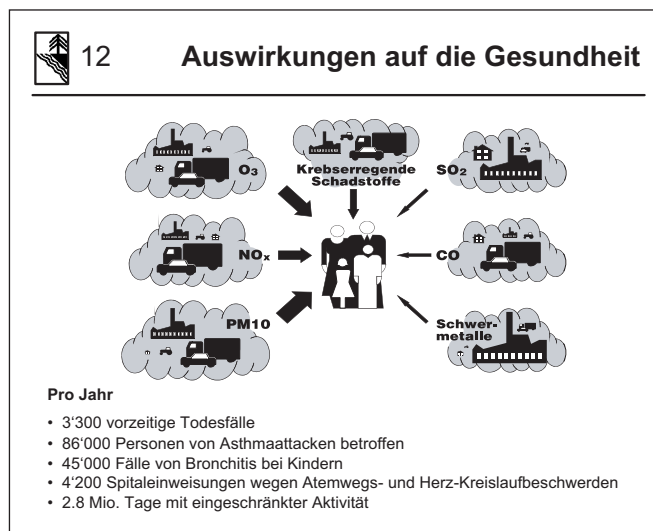 12 Auswirkungen auf die Gesundheit
O₃
Krebserregende
Schadstoffe
SO₂
NOₓ
CO
PM10
Schwer-
metalle
Pro Jahr
• 3‘300 vorzeitige Todesfälle
• 86‘000 Personen von Asthmaattacken betroffen
• 45‘000 Fälle von Bronchitis bei Kindern
• 4‘200 Spitaleinweisungen wegen Atemwegs- und Herz-Kreislaufbeschwerden
• 2.8 Mio. Tage mit eingeschränkter Aktivität